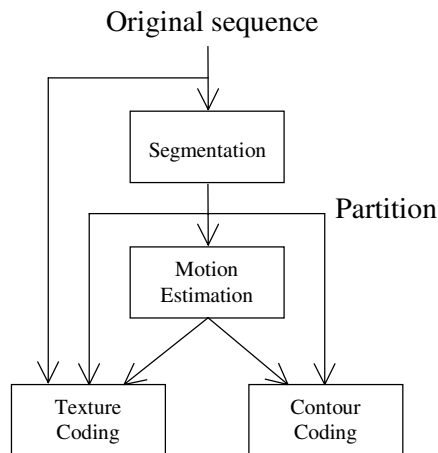 Original sequence
Segmentation
Partition
Motion
Estimation
Texture
Coding
Contour
Coding